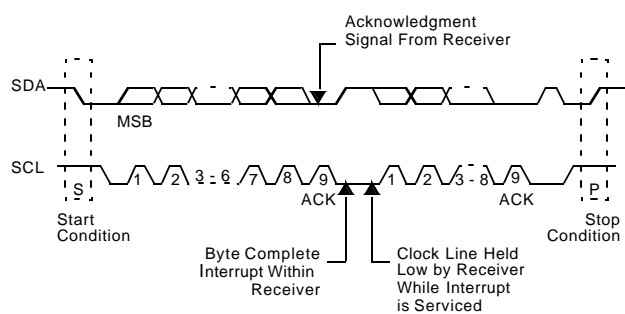 Acknowledgment
Signal From Receiver
SDA
MSB
SCL
S 1 2 3 - 6 7 8 9 1 2 3 - 8 9 P
ACK ACK
Start
Condition
Stop
Condition
Byte Complete
Interrupt Within
Receiver
Clock Line Held
Low by Receiver
While Interrupt
is Serviced